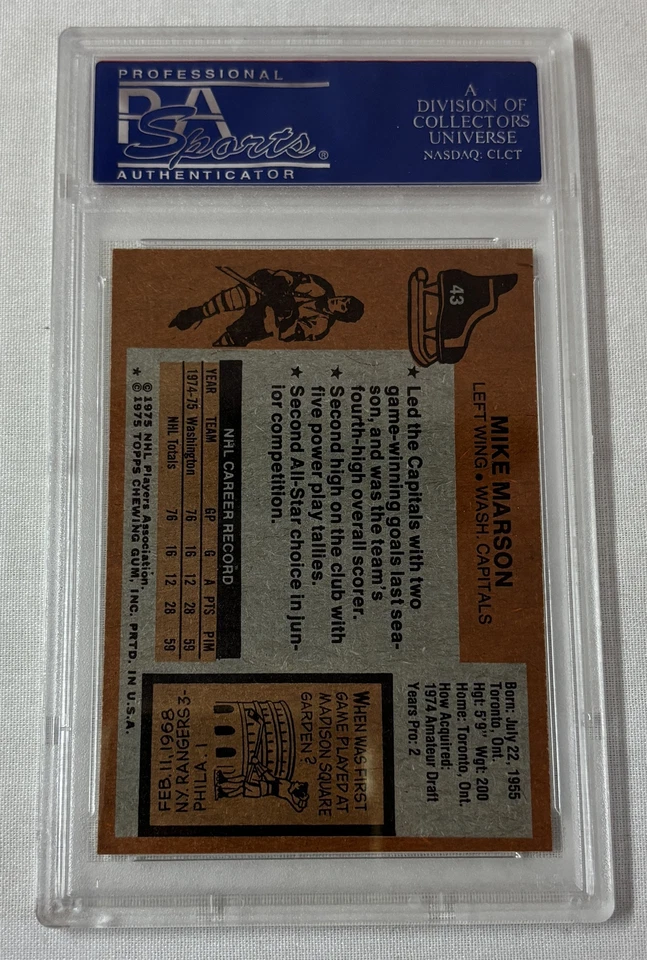 PROFESSIONAL
PSA
Sports®
AUTHENTICATOR
A
DIVISION OF
COLLECTORS
UNIVERSE
NASDAQ: CLCT
43
MIKE MARSON
LEFT WING • WASH. CAPITALS
★ Led the Capitals with two
game-winning goals last sea-
son, and was the team's
fourth-high overall scorer.
★ Second high on the club with
five power play tallies.
★ Second All-Star choice in jun-
ior competition.
NHL CAREER RECORD
YEAR TEAM GP G A PTS PIM
1974-75 Washington 76 16 12 28 59
NHL Totals 76 16 12 28 59
© 1975 NHL Players Association.
★ © 1975 TOPPS CHEWING GUM, INC. PRTD. IN U.S.A.
Born: July 22, 1955
Toronto, Ont.
Hgt: 5'9" Wgt: 200
Home: Toronto, Ont.
How Acquired:
1974 Amateur Draft
Years Pro: 2
WHEN WAS FIRST
GAME PLAYED AT
MADISON SQUARE
GARDEN?
N.Y. RANGERS 3-
PHILA. 1
FEB. 11, 1968